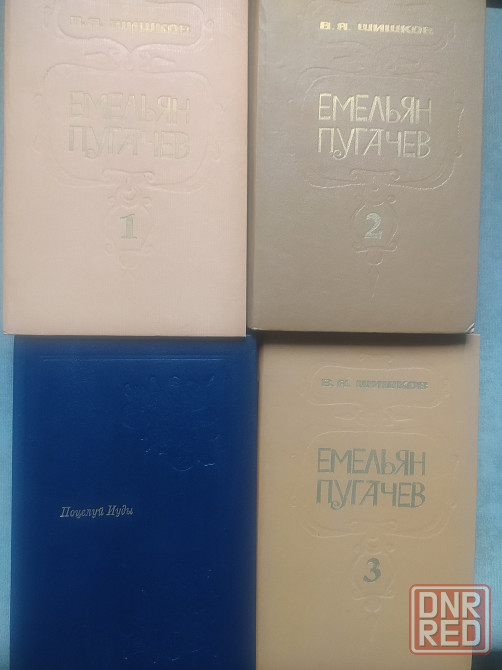 В.Я. ШИШКОВ
ЕМЕЛЬЯН
ПУГАЧЕВ
1
В.Я. ШИШКОВ
ЕМЕЛЬЯН
ПУГАЧЕВ
2
Поцелуй Иуды
В.Я. ШИШКОВ
ЕМЕЛЬЯН
ПУГАЧЕВ
3
DNR
RED